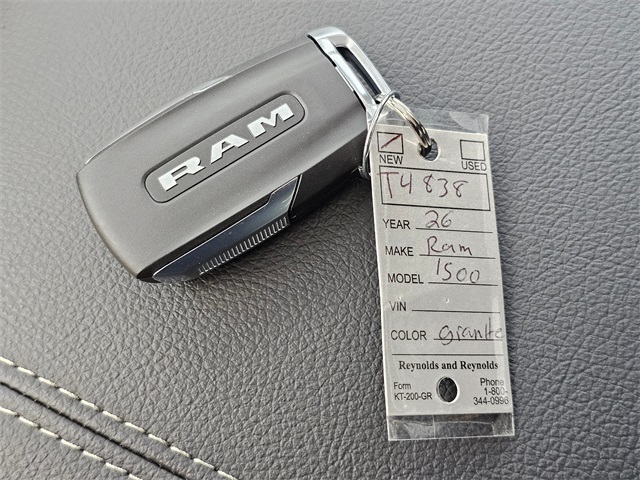 RAM
NEW USED
T4838
YEAR 26
MAKE Ram
MODEL 1500
VIN
COLOR granite
Reynolds and Reynolds
Form
KT-200-GR
Phone
1-800-
344-0996